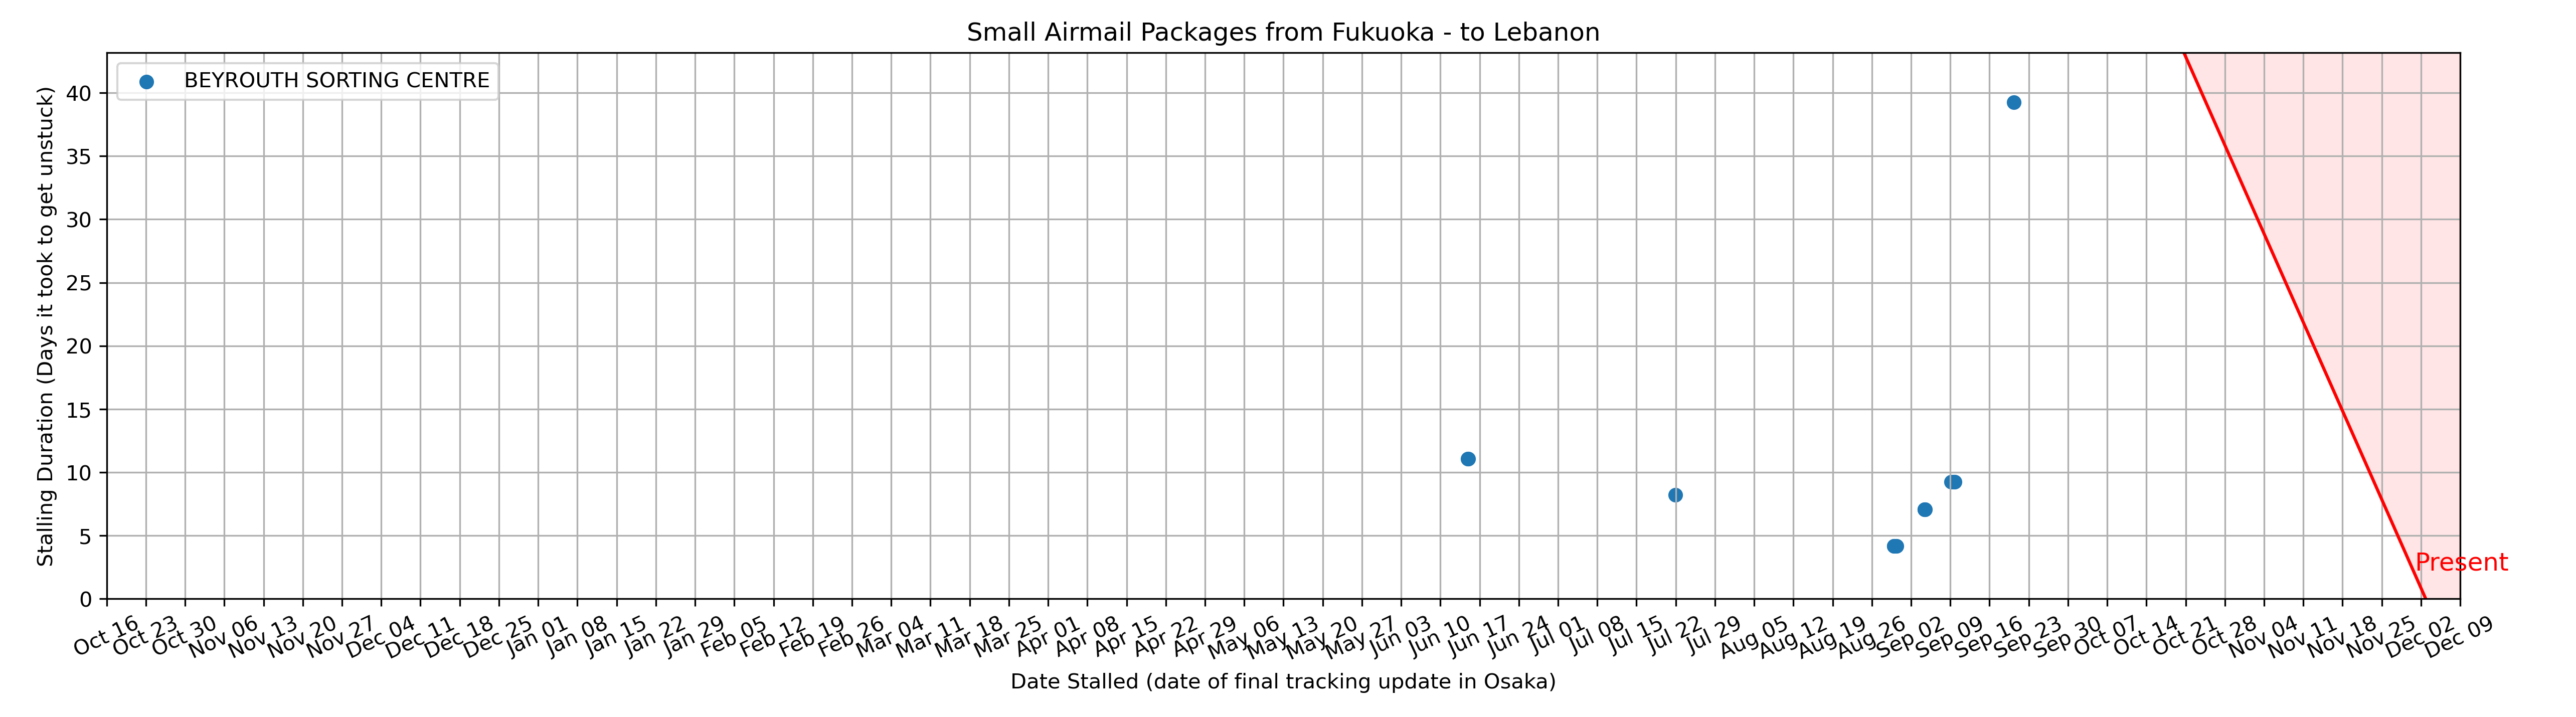 Small Airmail Packages from Fukuoka - to Lebanon
BEYROUTH SORTING CENTRE
Stalling Duration (Days it took to get unstuck)
40
35
30
25
20
15
10
5
0
Present
Oct 16
Oct 23
Oct 30
Nov 06
Nov 13
Nov 20
Nov 27
Dec 04
Dec 11
Dec 18
Dec 25
Jan 01
Jan 08
Jan 15
Jan 22
Jan 29
Feb 05
Feb 12
Feb 19
Feb 26
Mar 04
Mar 11
Mar 18
Mar 25
Apr 01
Apr 08
Apr 15
Apr 22
Apr 29
May 06
May 13
May 20
May 27
Jun 03
Jun 10
Jun 17
Jun 24
Jul 01
Jul 08
Jul 15
Jul 22
Jul 29
Aug 05
Aug 12
Aug 19
Aug 26
Sep 02
Sep 09
Sep 16
Sep 23
Sep 30
Oct 07
Oct 14
Oct 21
Oct 28
Nov 04
Nov 11
Nov 18
Nov 25
Dec 02
Dec 09
Date Stalled (date of final tracking update in Osaka)